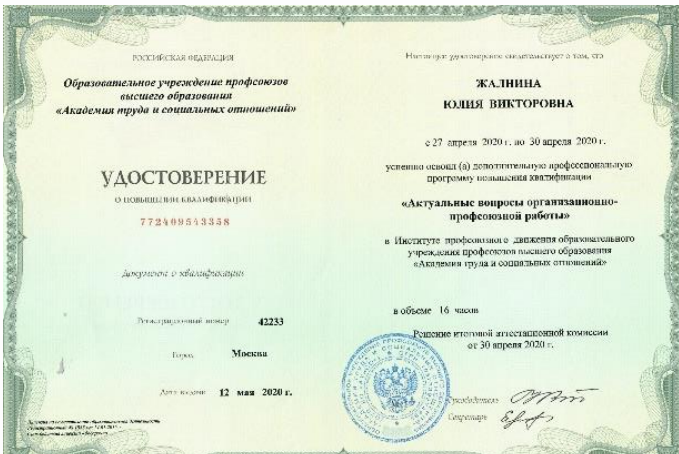 РОССИЙСКАЯ ФЕДЕРАЦИЯ
Образовательное учреждение профсоюзов
высшего образования
«Академия труда и социальных отношений»
УДОСТОВЕРЕНИЕ
О ПОВЫШЕНИИ КВАЛИФИКАЦИИ
772409543358
Документ о квалификации
Регистрационный номер 42233
Город Москва
Дата выдачи 12 мая 2020 г.
Настоящее удостоверение свидетельствует о том, что
ЖАЛНИНА
ЮЛИЯ ВИКТОРОВНА
с 27 апреля 2020 г. по 30 апреля 2020 г.
успешно освоил (а) дополнительную профессиональную
программу повышения квалификации
«Актуальные вопросы организационно-
профсоюзной работы»
в Институте профсоюзного движения образовательного
учреждения профсоюзов высшего образования
«Академия труда и социальных отношений»
в объеме 16 часов
Решение итоговой аттестационной комиссии
от 30 апреля 2020 г.
Руководитель
Секретарь